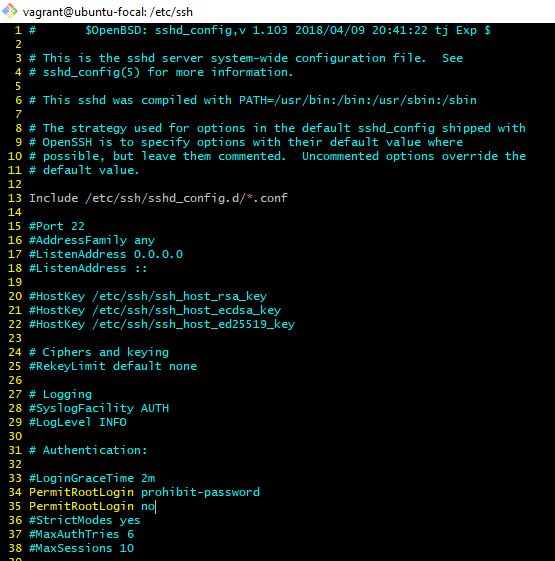 vagrant@ubuntu-focal: /etc/ssh
1 #       $OpenBSD: sshd_config,v 1.103 2018/04/09 20:41:22 tj Exp $
2
3 # This is the sshd server system-wide configuration file.  See
4 # sshd_config(5) for more information.
5
6 # This sshd was compiled with PATH=/usr/bin:/bin:/usr/sbin:/sbin
7
8 # The strategy used for options in the default sshd_config shipped with
9 # OpenSSH is to specify options with their default value where
10 # possible, but leave them commented.  Uncommented options override the
11 # default value.
12
13 Include /etc/ssh/sshd_config.d/*.conf
14
15 #Port 22
16 #AddressFamily any
17 #ListenAddress 0.0.0.0
18 #ListenAddress ::
19
20 #HostKey /etc/ssh/ssh_host_rsa_key
21 #HostKey /etc/ssh/ssh_host_ecdsa_key
22 #HostKey /etc/ssh/ssh_host_ed25519_key
23
24 # Ciphers and keying
25 #RekeyLimit default none
26
27 # Logging
28 #SyslogFacility AUTH
29 #LogLevel INFO
30
31 # Authentication:
32
33 #LoginGraceTime 2m
34 PermitRootLogin prohibit-password
35 PermitRootLogin no
36 #StrictModes yes
37 #MaxAuthTries 6
38 #MaxSessions 10